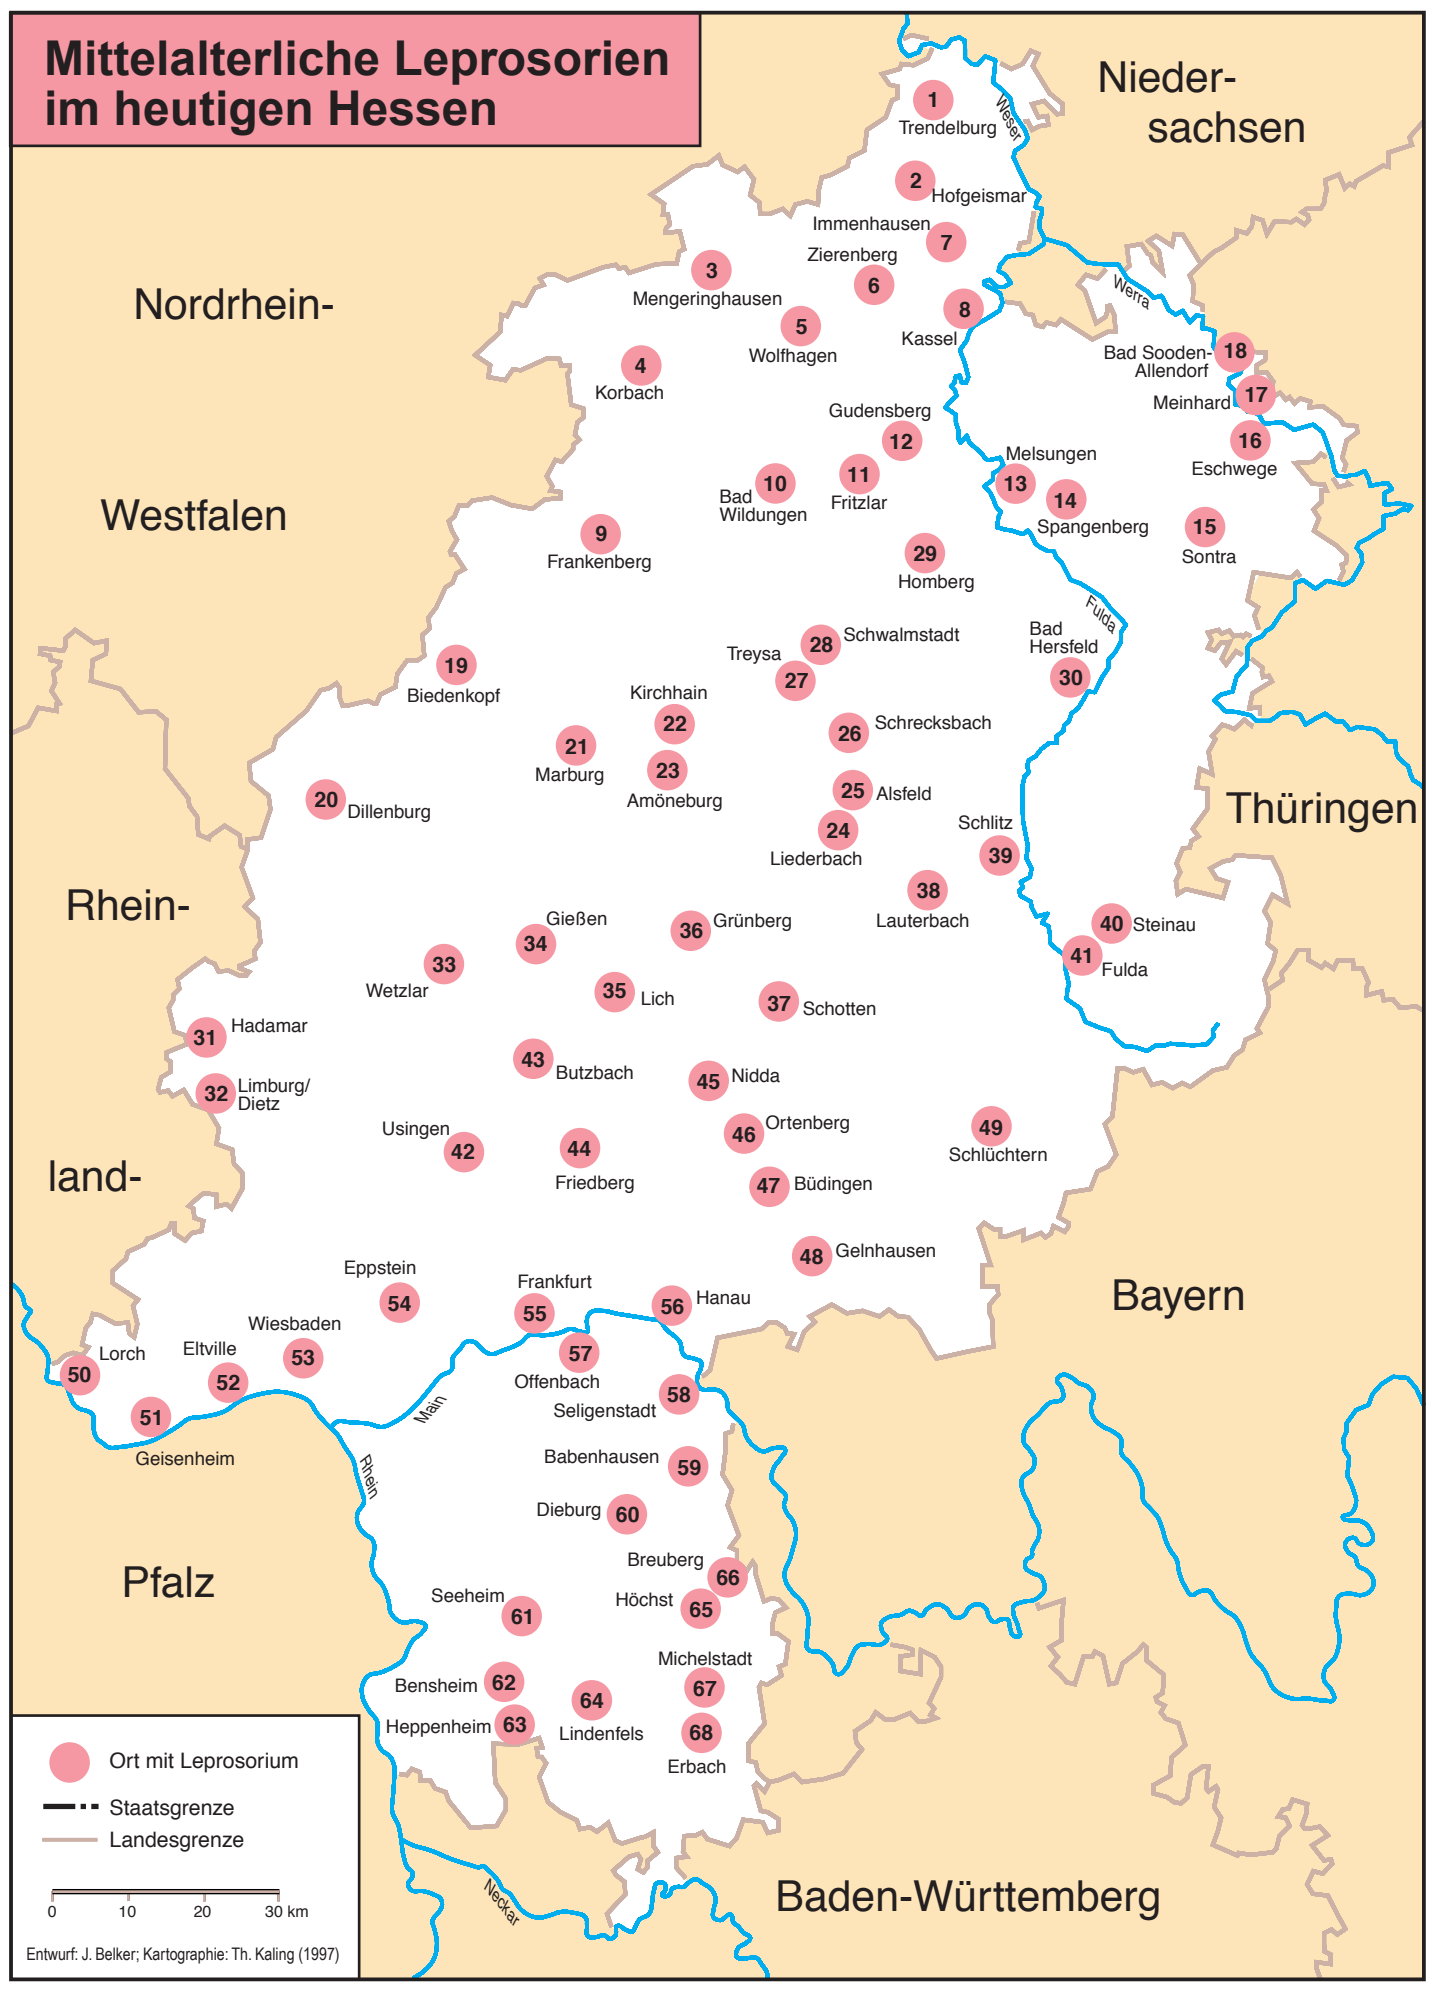 Mittelalterliche Leprosorien
im heutigen Hessen
Nieder-
sachsen
Nordrhein-
Westfalen
Rhein-
land-
Pfalz
Thüringen
Bayern
Baden-Württemberg
Weser
Werra
Fulda
Main
Rhein
Neckar
1
Trendelburg
2
Hofgeismar
Immenhausen
7
Zierenberg
6
3
Mengeringhausen
5
Wolfhagen
8
Kassel
4
Korbach
18
Bad Sooden-
Allendorf
17
Meinhard
16
Eschwege
Gudensberg
12
11
Fritzlar
10
Bad
Wildungen
Melsungen
13
14
Spangenberg
15
Sontra
9
Frankenberg
29
Homberg
28
Schwalmstadt
Treysa
27
Bad
Hersfeld
30
19
Biedenkopf
Kirchhain
22
21
Marburg
23
Amöneburg
26
Schrecksbach
25
Alsfeld
24
Liederbach
20
Dillenburg
Schlitz
39
38
Lauterbach
40
Steinau
41
Fulda
Gießen
34
36
Grünberg
33
Wetzlar
35
Lich
37
Schotten
31
Hadamar
32
Limburg/
Dietz
43
Butzbach
45
Nidda
46
Ortenberg
49
Schlüchtern
Usingen
42
44
Friedberg
47
Büdingen
48
Gelnhausen
Eppstein
54
Frankfurt
55
56
Hanau
Wiesbaden
53
Eltville
52
Lorch
50
51
Geisenheim
57
Offenbach
58
Seligenstadt
Babenhausen
59
Dieburg
60
Breuberg
66
Höchst
65
Seeheim
61
Michelstadt
67
Bensheim
62
64
Lindenfels
Heppenheim
63
68
Erbach
Ort mit Leprosorium
Staatsgrenze
Landesgrenze
0 10 20 30 km
Entwurf: J. Belker; Kartographie: Th. Kaling (1997)